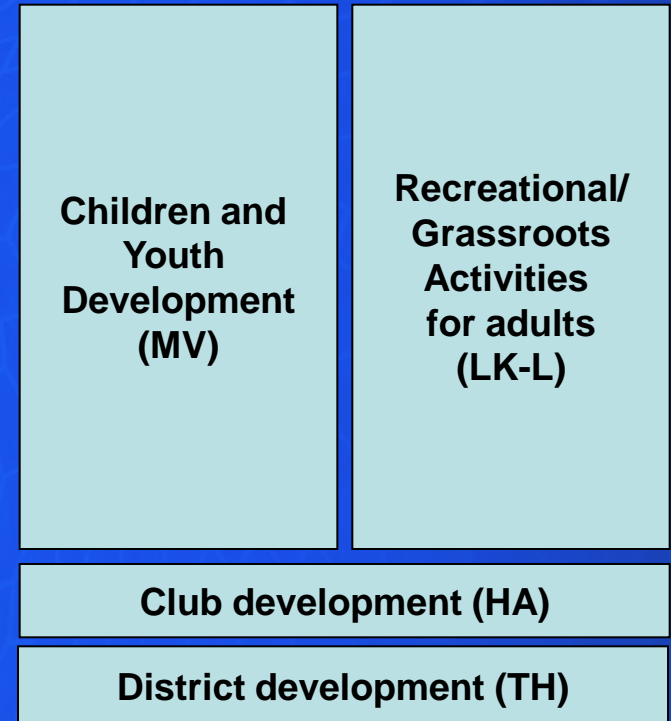 Children and
Youth
Development
(MV)
Recreational/
Grassroots
Activities
for adults
(LK-L)
Club development (HA)
District development (TH)